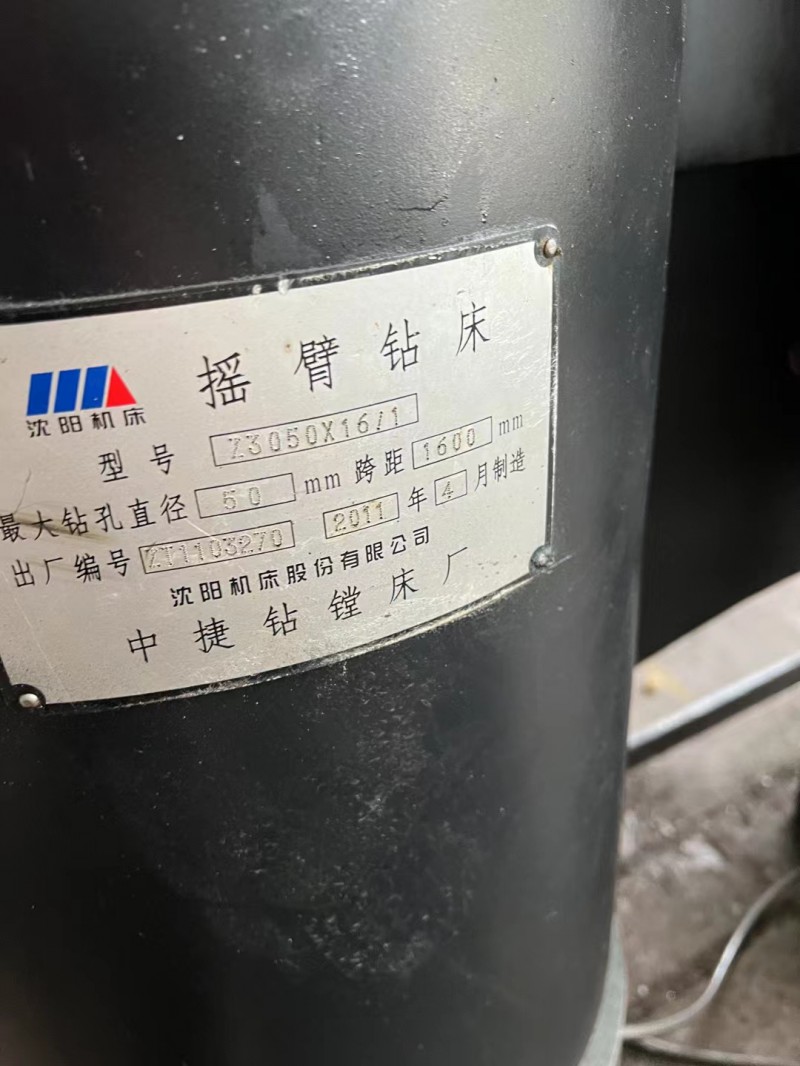 摇臂钻床
沈阳机床
型号 Z3050X16/1
最大钻孔直径 50 mm 跨距 1600 mm
出厂编号 ZT1103270 2011 年 4 月制造
沈阳机床股份有限公司
中捷钻镗床厂